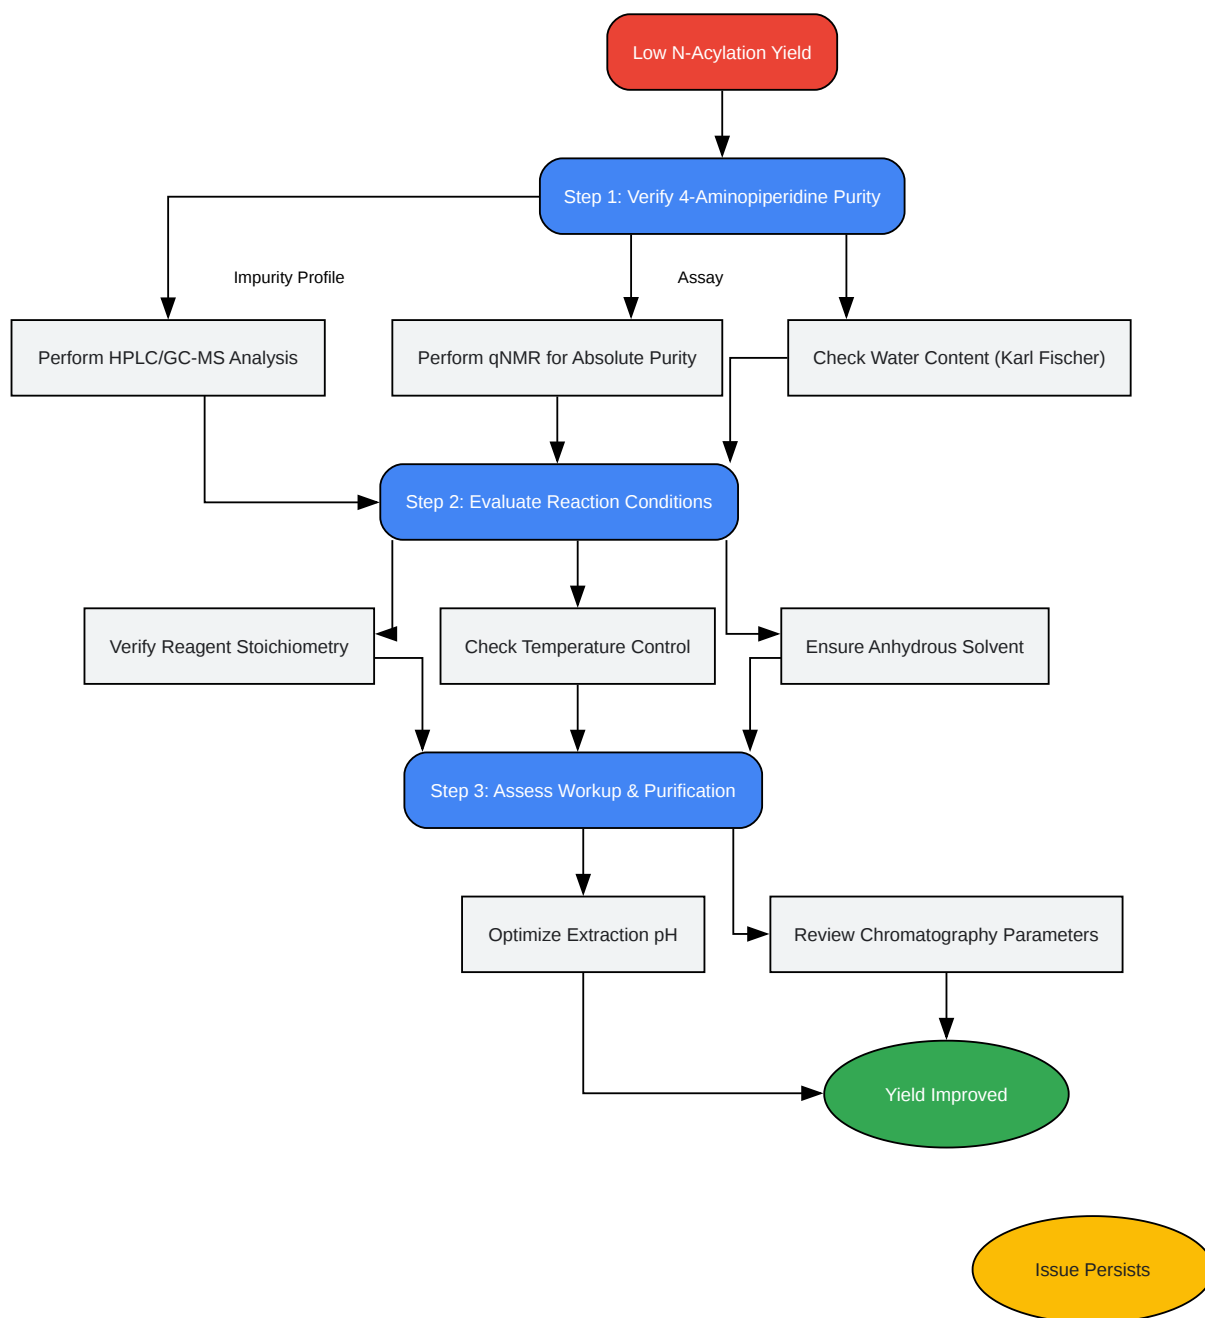 Low N-Acylation Yield
Step 1: Verify 4-Aminopiperidine Purity
Impurity Profile
Assay
Perform HPLC/GC-MS Analysis
Perform qNMR for Absolute Purity
Check Water Content (Karl Fischer)
Step 2: Evaluate Reaction Conditions
Verify Reagent Stoichiometry
Check Temperature Control
Ensure Anhydrous Solvent
Step 3: Assess Workup & Purification
Optimize Extraction pH
Review Chromatography Parameters
Yield Improved
Issue Persists